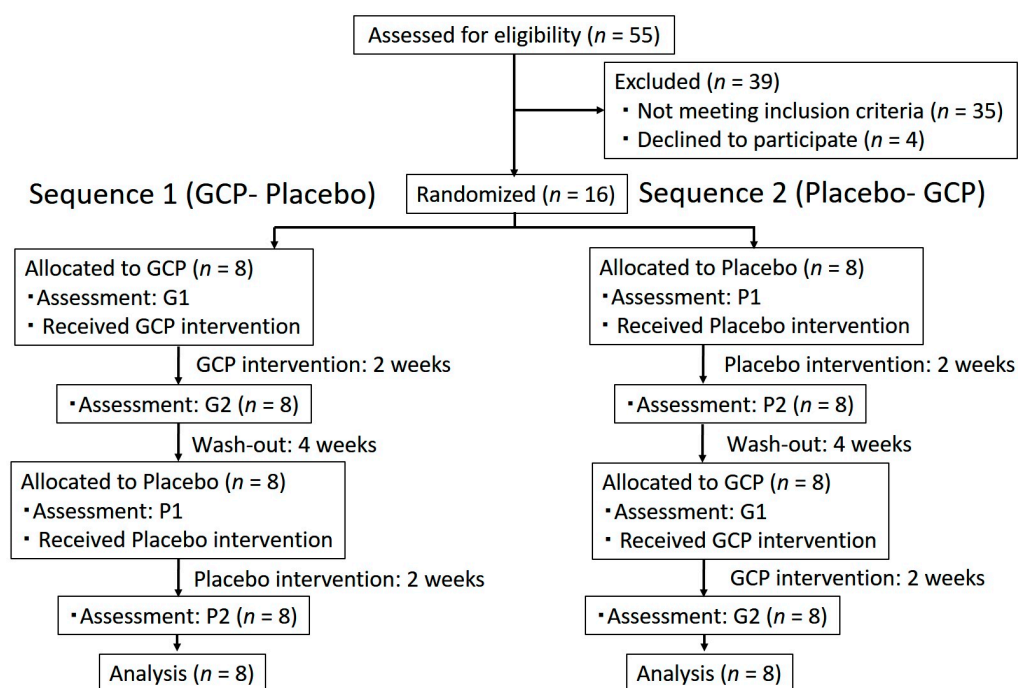 Assessed for eligibility (n = 55)
Excluded (n = 39)
・Not meeting inclusion criteria (n = 35)
・Declined to participate (n = 4)
Randomized (n = 16)
Sequence 1 (GCP- Placebo)
Sequence 2 (Placebo- GCP)
Allocated to GCP (n = 8)
・Assessment: G1
・Received GCP intervention
GCP intervention: 2 weeks
・Assessment: G2 (n = 8)
Wash-out: 4 weeks
Allocated to Placebo (n = 8)
・Assessment: P1
・Received Placebo intervention
Placebo intervention: 2 weeks
・Assessment: P2 (n = 8)
Analysis (n = 8)
Allocated to Placebo (n = 8)
・Assessment: P1
・Received Placebo intervention
Placebo intervention: 2 weeks
・Assessment: P2 (n = 8)
Wash-out: 4 weeks
Allocated to GCP (n = 8)
・Assessment: G1
・Received GCP intervention
GCP intervention: 2 weeks
・Assessment: G2 (n = 8)
Analysis (n = 8)